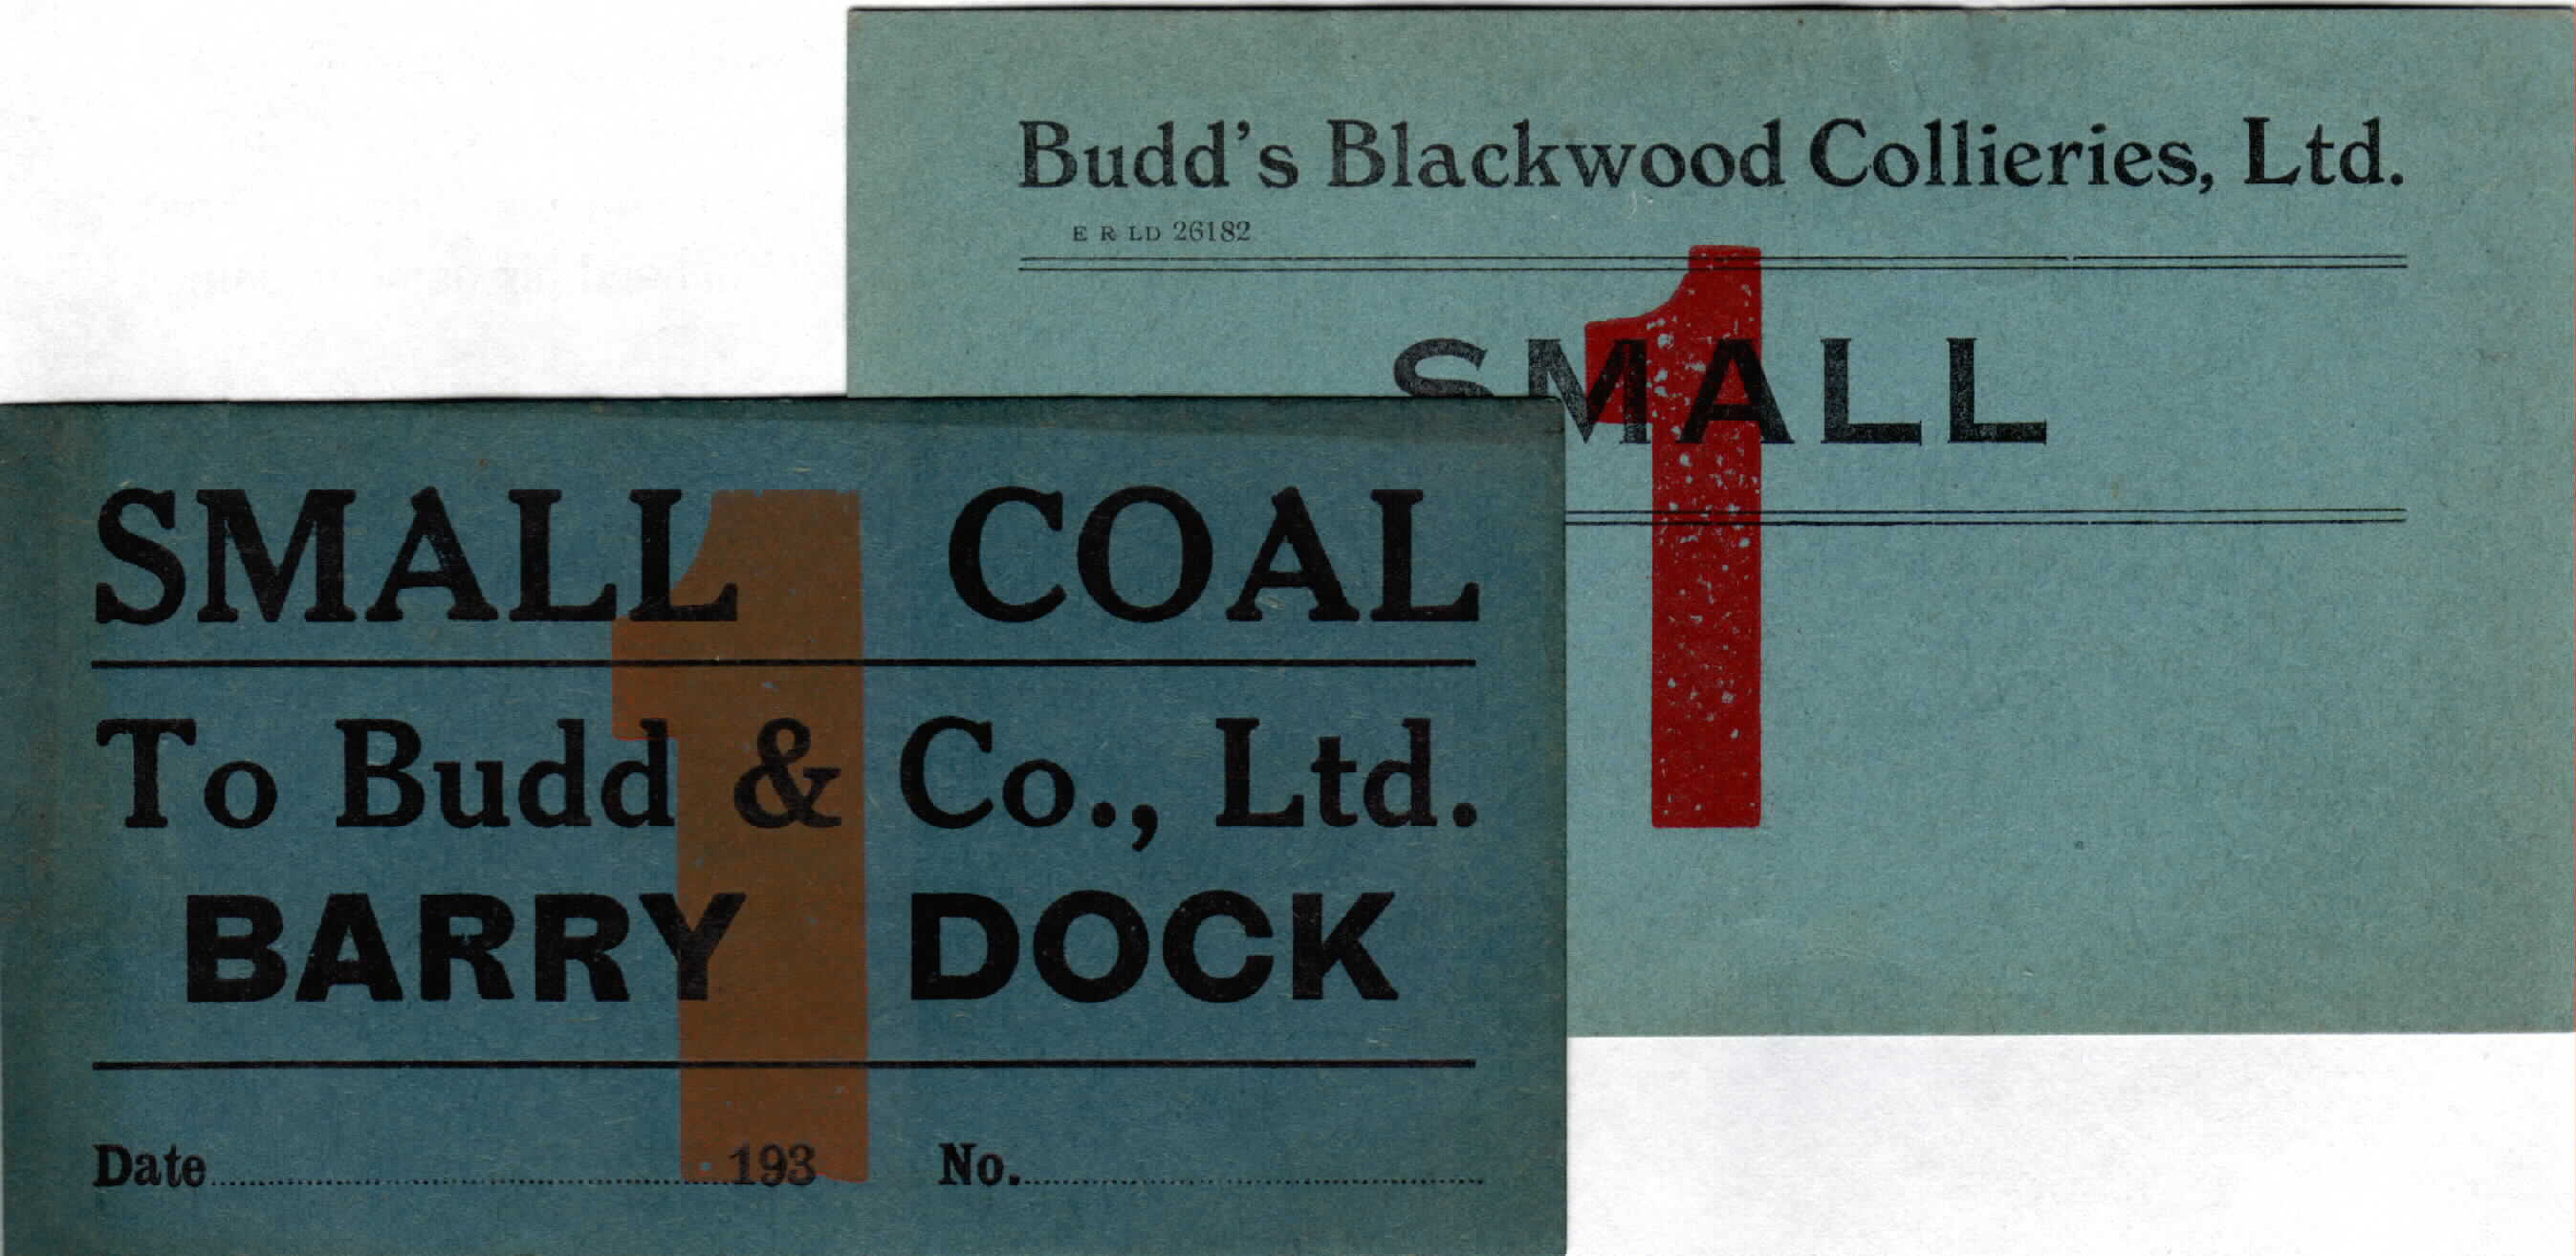 Budd's Blackwood Collieries, Ltd.
E R LD 26182
SMALL
1
SMALL COAL
To Budd & Co., Ltd.
BARRY DOCK
Date 193 No.
1